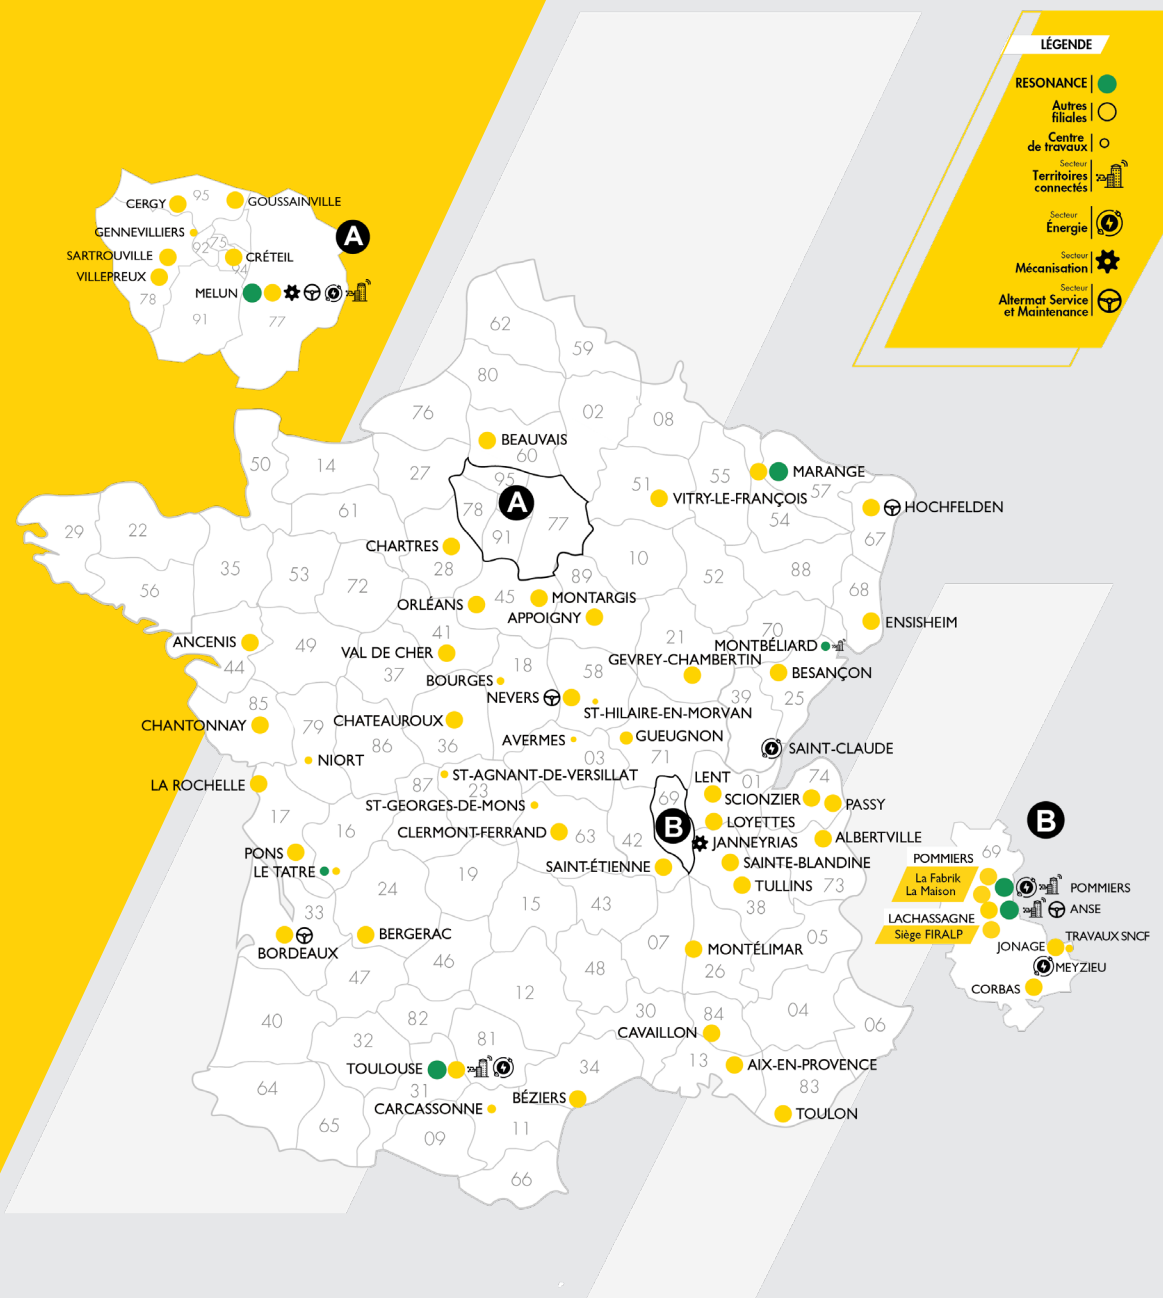 LÉGENDE
RESONANCE
Autres
filiales
Centre
de travaux
Secteur
Territoires
connectés
Secteur
Énergie
Secteur
Mécanisation
Secteur
Altermat Service
et Maintenance
CERGY
95
GOUSSAINVILLE
GENNEVILLIERS
A
92
75
SARTROUVILLE
CRÉTEIL
94
VILLEPREUX
MELUN
78
91
77
62
59
80
76
02
08
BEAUVAIS
60
50
14
27
95
51
55
MARANGE
57
VITRY-LE-FRANÇOIS
HOCHFELDEN
A
78
61
77
54
29
22
91
67
CHARTRES
10
35
53
28
89
52
88
72
56
68
ORLÉANS
45
MONTARGIS
APPOIGNY
ENSISHEIM
41
21
70
ANCENIS
49
VAL DE CHER
MONTBÉLIARD
GEVREY-CHAMBERTIN
44
37
18
58
BESANÇON
BOURGES
NEVERS
39
25
85
ST-HILAIRE-EN-MORVAN
CHANTONNAY
79
CHATEAUROUX
86
36
AVERMES
GUEUGNON
SAINT-CLAUDE
NIORT
03
71
LA ROCHELLE
87
ST-AGNANT-DE-VERSILLAT
23
LENT
01
74
69
SCIONZIER
PASSY
ST-GEORGES-DE-MONS
17
16
B
LOYETTES
CLERMONT-FERRAND
63
42
JANNEYRIAS
ALBERTVILLE
PONS
LE TATRE
SAINT-ÉTIENNE
SAINTE-BLANDINE
19
TULLINS
73
24
15
43
38
33
BORDEAUX
BERGERAC
07
MONTÉLIMAR
05
46
47
48
26
12
40
82
30
84
04
06
32
81
CAVAILLON
TOULOUSE
34
13
AIX-EN-PROVENCE
64
31
BÉZIERS
83
CARCASSONNE
TOULON
65
09
11
66
B
69
POMMIERS
La Fabrik
La Maison
POMMIERS
LACHASSAGNE
ANSE
Siège FIRALP
TRAVAUX SNCF
JONAGE
MEYZIEU
CORBAS